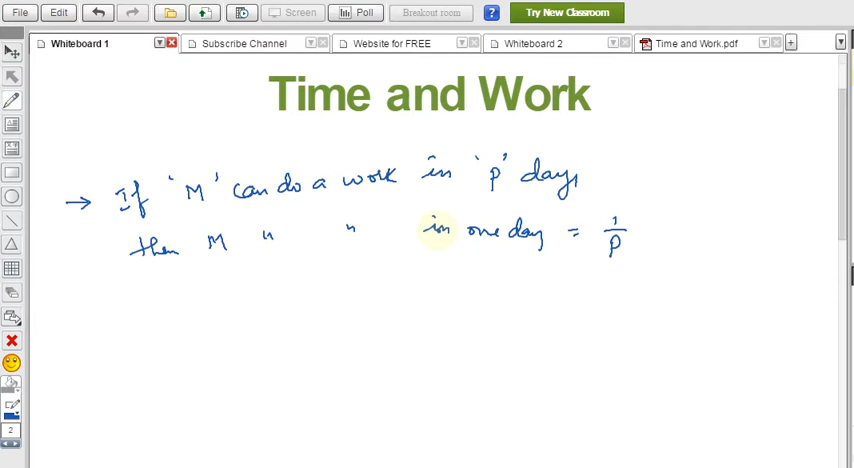 File Edit Screen Poll Breakout room ? Try New Classroom
Whiteboard 1 Subscribe Channel Website for FREE Whiteboard 2 Time and Work.pdf +
Time and Work
→ If 'M' can do a work in 'P' days
then M " " in one day = 1/P
2